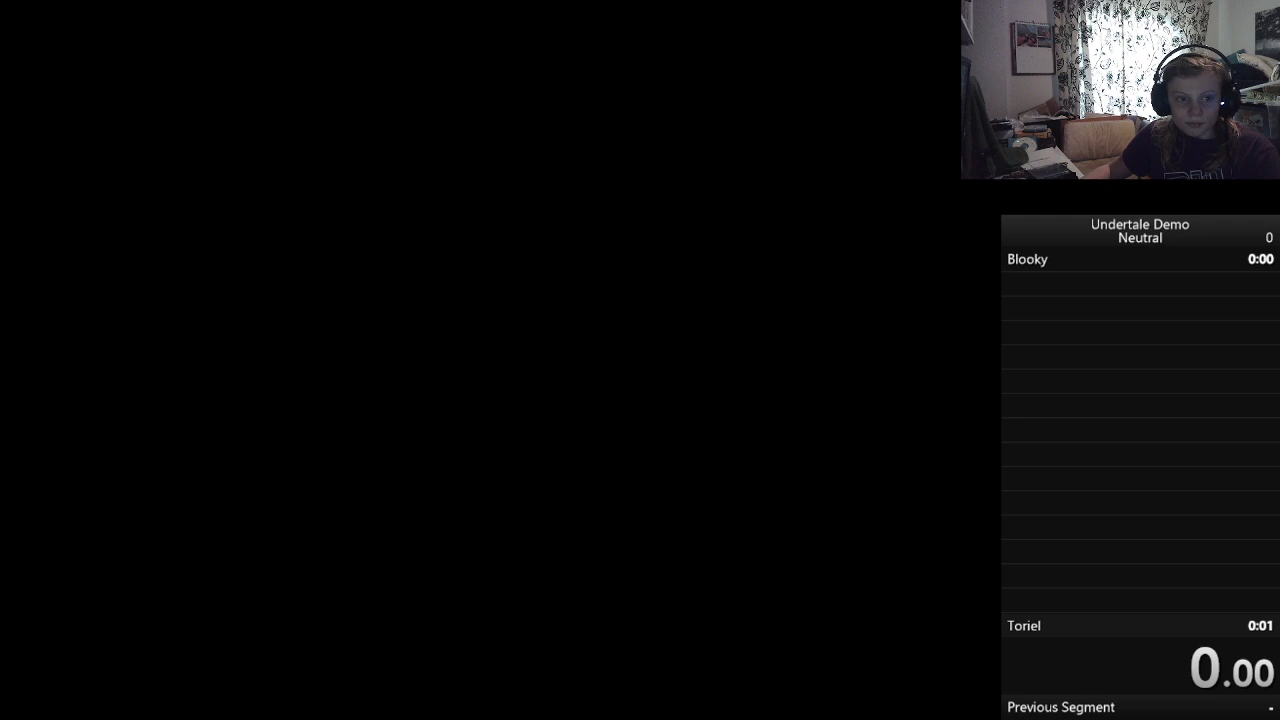 Undertale Demo
Neutral 0
Blooky 0:00
Toriel 0:01
0.00
Previous Segment -